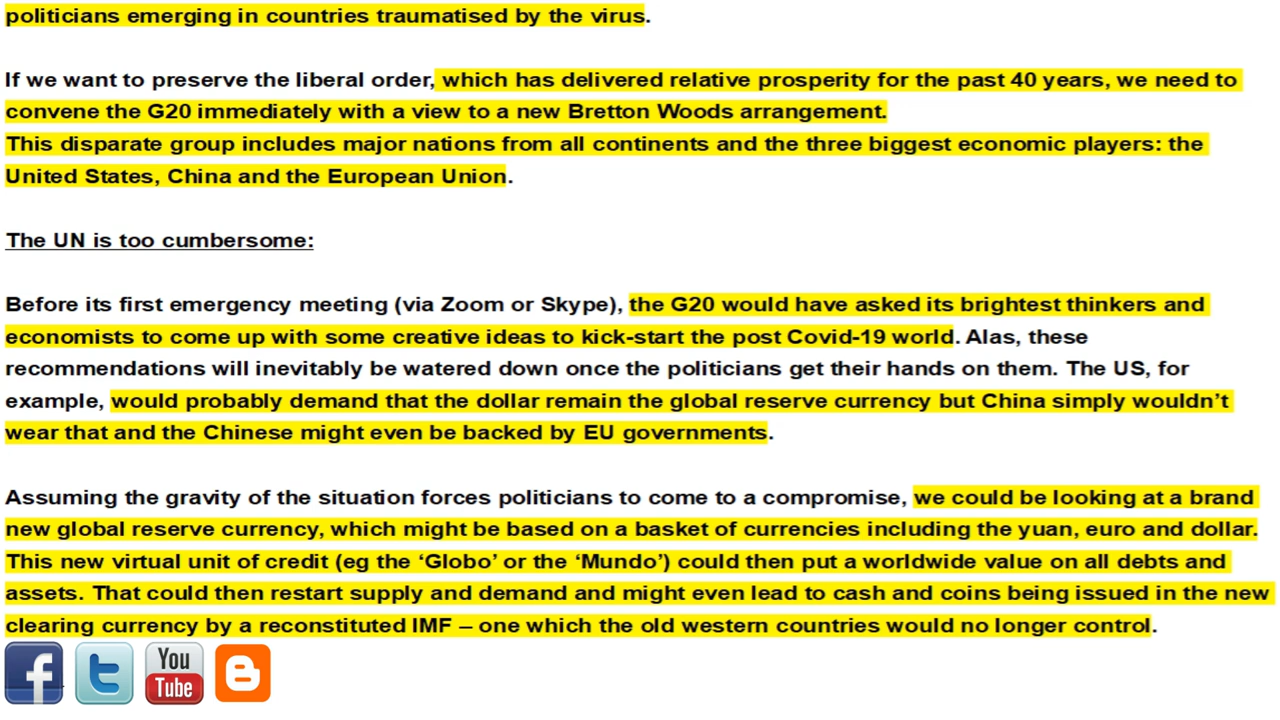 politicians emerging in countries traumatised by the virus.
If we want to preserve the liberal order, which has delivered relative prosperity for the past 40 years, we need to
convene the G20 immediately with a view to a new Bretton Woods arrangement.
This disparate group includes major nations from all continents and the three biggest economic players: the
United States, China and the European Union.
The UN is too cumbersome:
Before its first emergency meeting (via Zoom or Skype), the G20 would have asked its brightest thinkers and
economists to come up with some creative ideas to kick-start the post Covid-19 world. Alas, these
recommendations will inevitably be watered down once the politicians get their hands on them. The US, for
example, would probably demand that the dollar remain the global reserve currency but China simply wouldn’t
wear that and the Chinese might even be backed by EU governments.
Assuming the gravity of the situation forces politicians to come to a compromise, we could be looking at a brand
new global reserve currency, which might be based on a basket of currencies including the yuan, euro and dollar.
This new virtual unit of credit (eg the ‘Globo’ or the ‘Mundo’) could then put a worldwide value on all debts and
assets. That could then restart supply and demand and might even lead to cash and coins being issued in the new
clearing currency by a reconstituted IMF – one which the old western countries would no longer control.
f t You Tube B